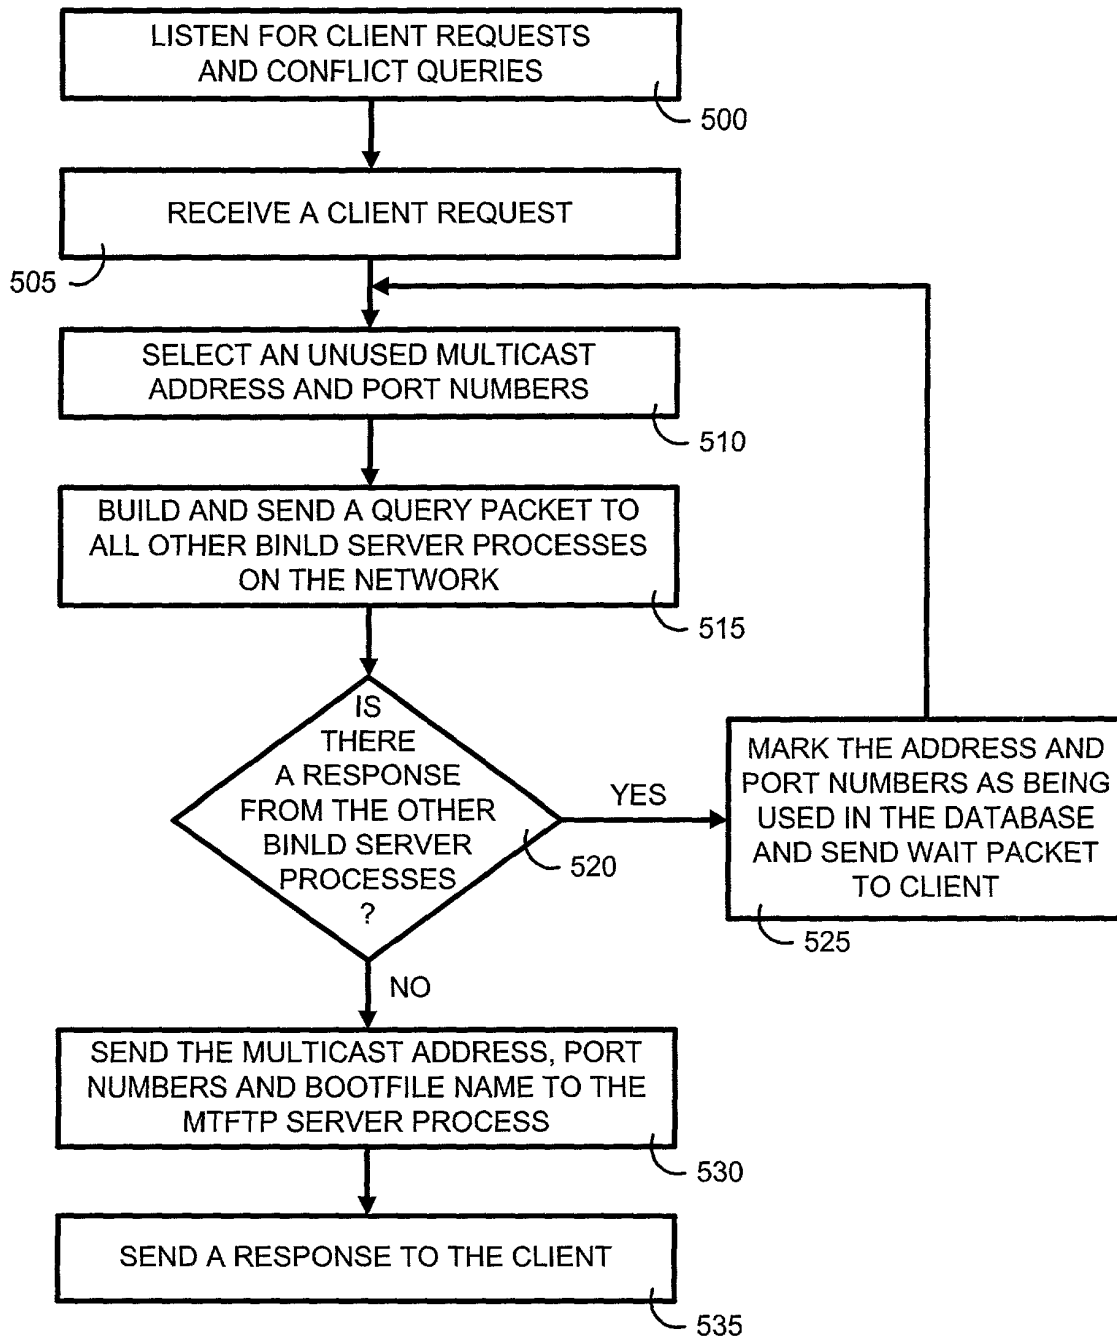 LISTEN FOR CLIENT REQUESTS
AND CONFLICT QUERIES
500
RECEIVE A CLIENT REQUEST
505
SELECT AN UNUSED MULTICAST
ADDRESS AND PORT NUMBERS
510
BUILD AND SEND A QUERY PACKET TO
ALL OTHER BINLD SERVER PROCESSES
ON THE NETWORK
515
IS
THERE
A RESPONSE
FROM THE OTHER
BINLD SERVER
PROCESSES
?
520
YES
MARK THE ADDRESS AND
PORT NUMBERS AS BEING
USED IN THE DATABASE
AND SEND WAIT PACKET
TO CLIENT
525
NO
SEND THE MULTICAST ADDRESS, PORT
NUMBERS AND BOOTFILE NAME TO THE
MTFTP SERVER PROCESS
530
SEND A RESPONSE TO THE CLIENT
535